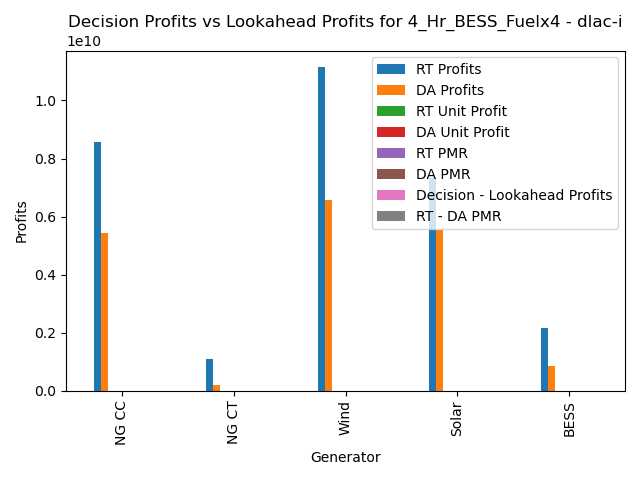 Decision Profits vs Lookahead Profits for 4_Hr_BESS_Fuelx4 - dlac-i
1e10
RT Profits
DA Profits
RT Unit Profit
DA Unit Profit
RT PMR
DA PMR
Decision - Lookahead Profits
RT - DA PMR
1.0
0.8
0.6
0.4
0.2
0.0
Profits
NG CC
NG CT
Wind
Solar
BESS
Generator